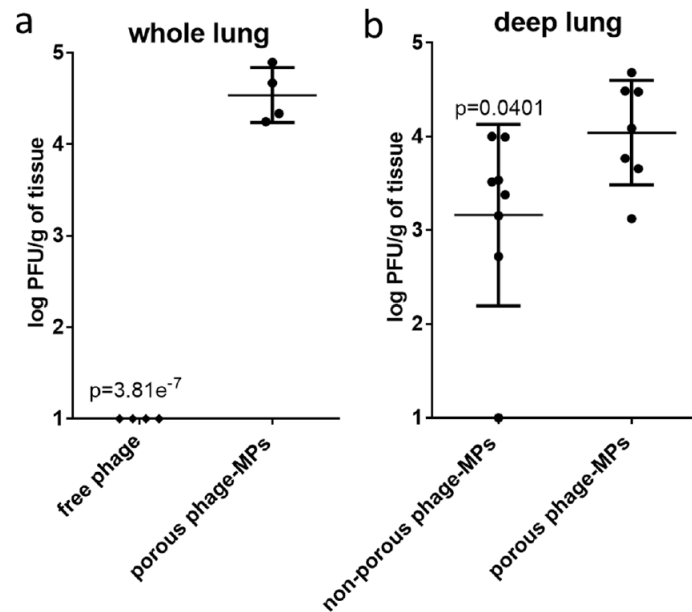 a
whole lung
log PFU/g of tissue
5
4
3
2
1
p=3.81e-7
free phage
porous phage-MPs
b
deep lung
log PFU/g of tissue
5
4
3
2
1
p=0.0401
non-porous phage-MPs
porous phage-MPs